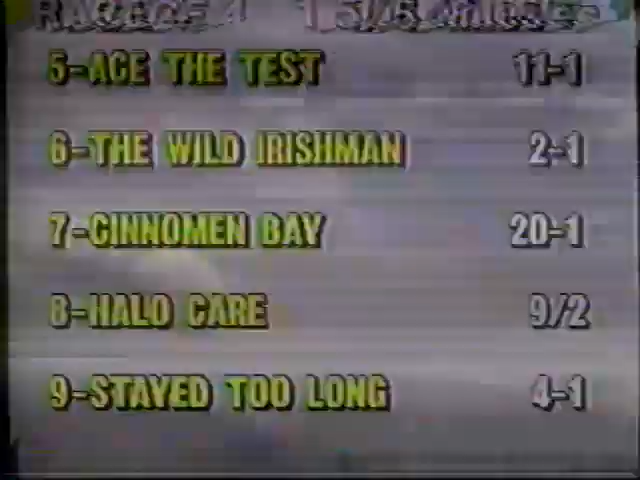 5-ACE THE TEST 11-1
6-THE WILD IRISHMAN 2-1
7-CINNOMEN BAY 20-1
8-HALO CARE 9/2
9-STAYED TOO LONG 4-1